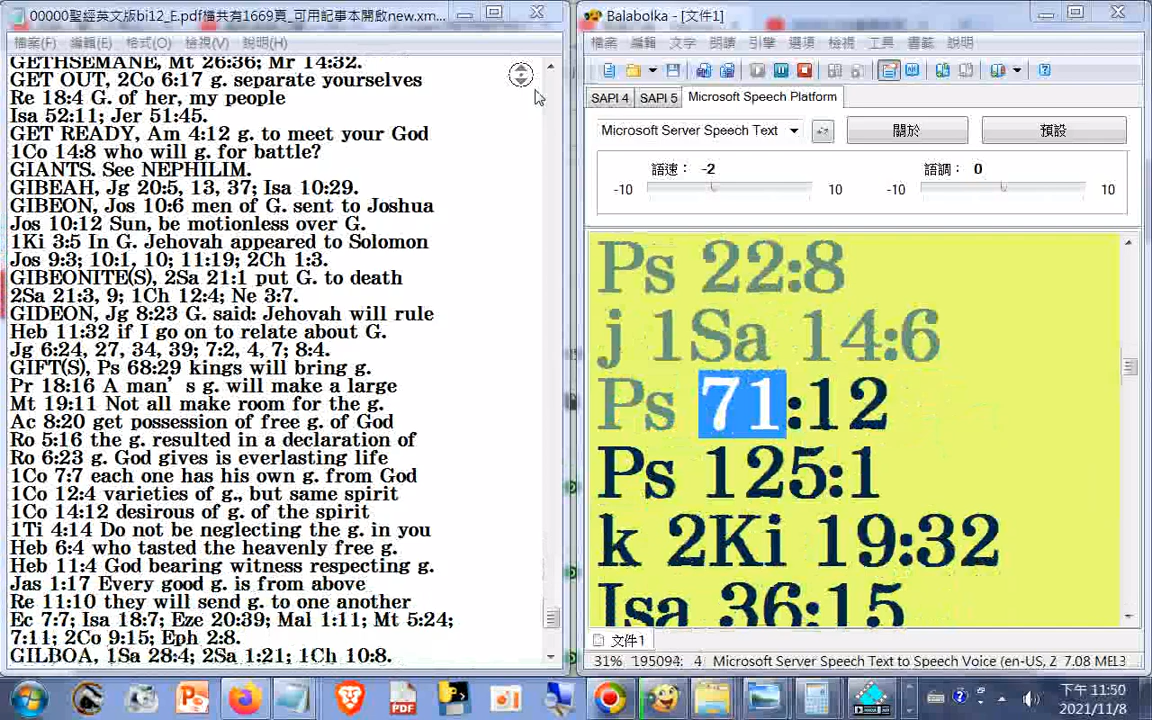 00000聖經英文版bi12_E.pdf檔共有1669頁_可用記事本開啟new.xm...
檔案(F) 編輯(E) 格式(O) 檢視(V) 說明(H)
GETHSEMANE, Mt 26:36; Mr 14:32.
GET OUT, 2Co 6:17 g. separate yourselves
Re 18:4 G. of her, my people
Isa 52:11; Jer 51:45.
GET READY, Am 4:12 g. to meet your God
1Co 14:8 who will g. for battle?
GIANTS. See NEPHILIM.
GIBEAH, Jg 20:5, 13, 37; Isa 10:29.
GIBEON, Jos 10:6 men of G. sent to Joshua
Jos 10:12 Sun, be motionless over G.
1Ki 3:5 In G. Jehovah appeared to Solomon
Jos 9:3; 10:1, 10; 11:19; 2Ch 1:3.
GIBEONITE(S), 2Sa 21:1 put G. to death
2Sa 21:3, 9; 1Ch 12:4; Ne 3:7.
GIDEON, Jg 8:23 G. said: Jehovah will rule
Heb 11:32 if I go on to relate about G.
Jg 6:24, 27, 34, 39; 7:2, 4, 7; 8:4.
GIFT(S), Ps 68:29 kings will bring g.
Pr 18:16 A man’s g. will make a large
Mt 19:11 Not all make room for the g.
Ac 8:20 get possession of free g. of God
Ro 5:16 the g. resulted in a declaration of
Ro 6:23 g. God gives is everlasting life
1Co 7:7 each one has his own g. from God
1Co 12:4 varieties of g., but same spirit
1Co 14:12 desirous of g. of the spirit
1Ti 4:14 Do not be neglecting the g. in you
Heb 6:4 who tasted the heavenly free g.
Heb 11:4 God bearing witness respecting g.
Jas 1:17 Every good g. is from above
Re 11:10 they will send g. to one another
Ec 7:7; Isa 18:7; Eze 20:39; Mal 1:11; Mt 5:24;
7:11; 2Co 9:15; Eph 2:8.
GILBOA, 1Sa 28:4; 2Sa 1:21; 1Ch 10:8.
Balabolka - [文件1]
檔案 編輯 文字 朗讀 引擎 選項 檢視 工具 書籤 說明
SAPI 4 SAPI 5 Microsoft Speech Platform
Microsoft Server Speech Text 關於 預設
語速： -2 語調： 0
-10 10 -10 10
Ps 22:8
j 1Sa 14:6
Ps 71:12
Ps 125:1
k 2Ki 19:32
Isa 36:15
文件1
31% 195094: 4 Microsoft Server Speech Text to Speech Voice (en-US, Z 7.08 ME
PDF
下午 11:50
2021/11/8